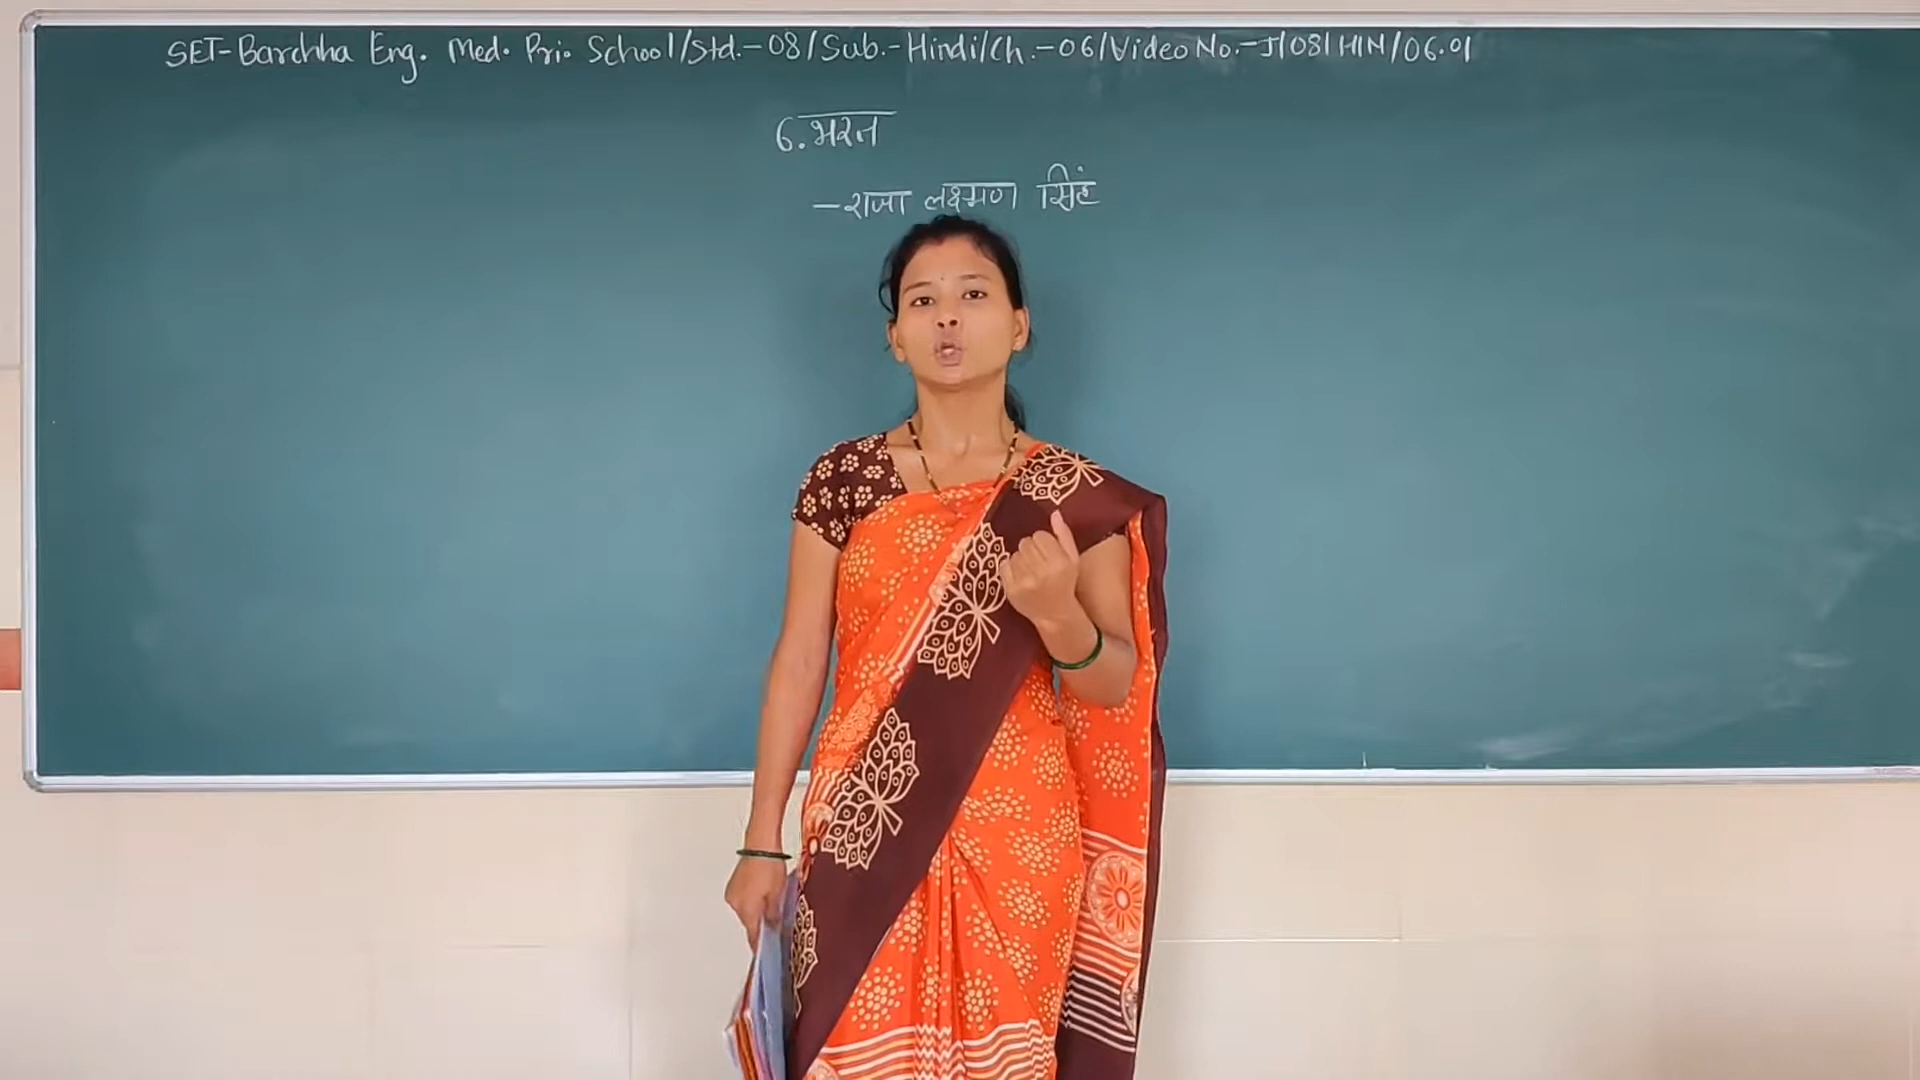 SET-Barchha Eng. Med. Pri. School/Std.-08/Sub.-Hindi/Ch.-06/Video No.-J/08/HIN/06.01
6. भरत
- राजा लक्ष्मण सिंह